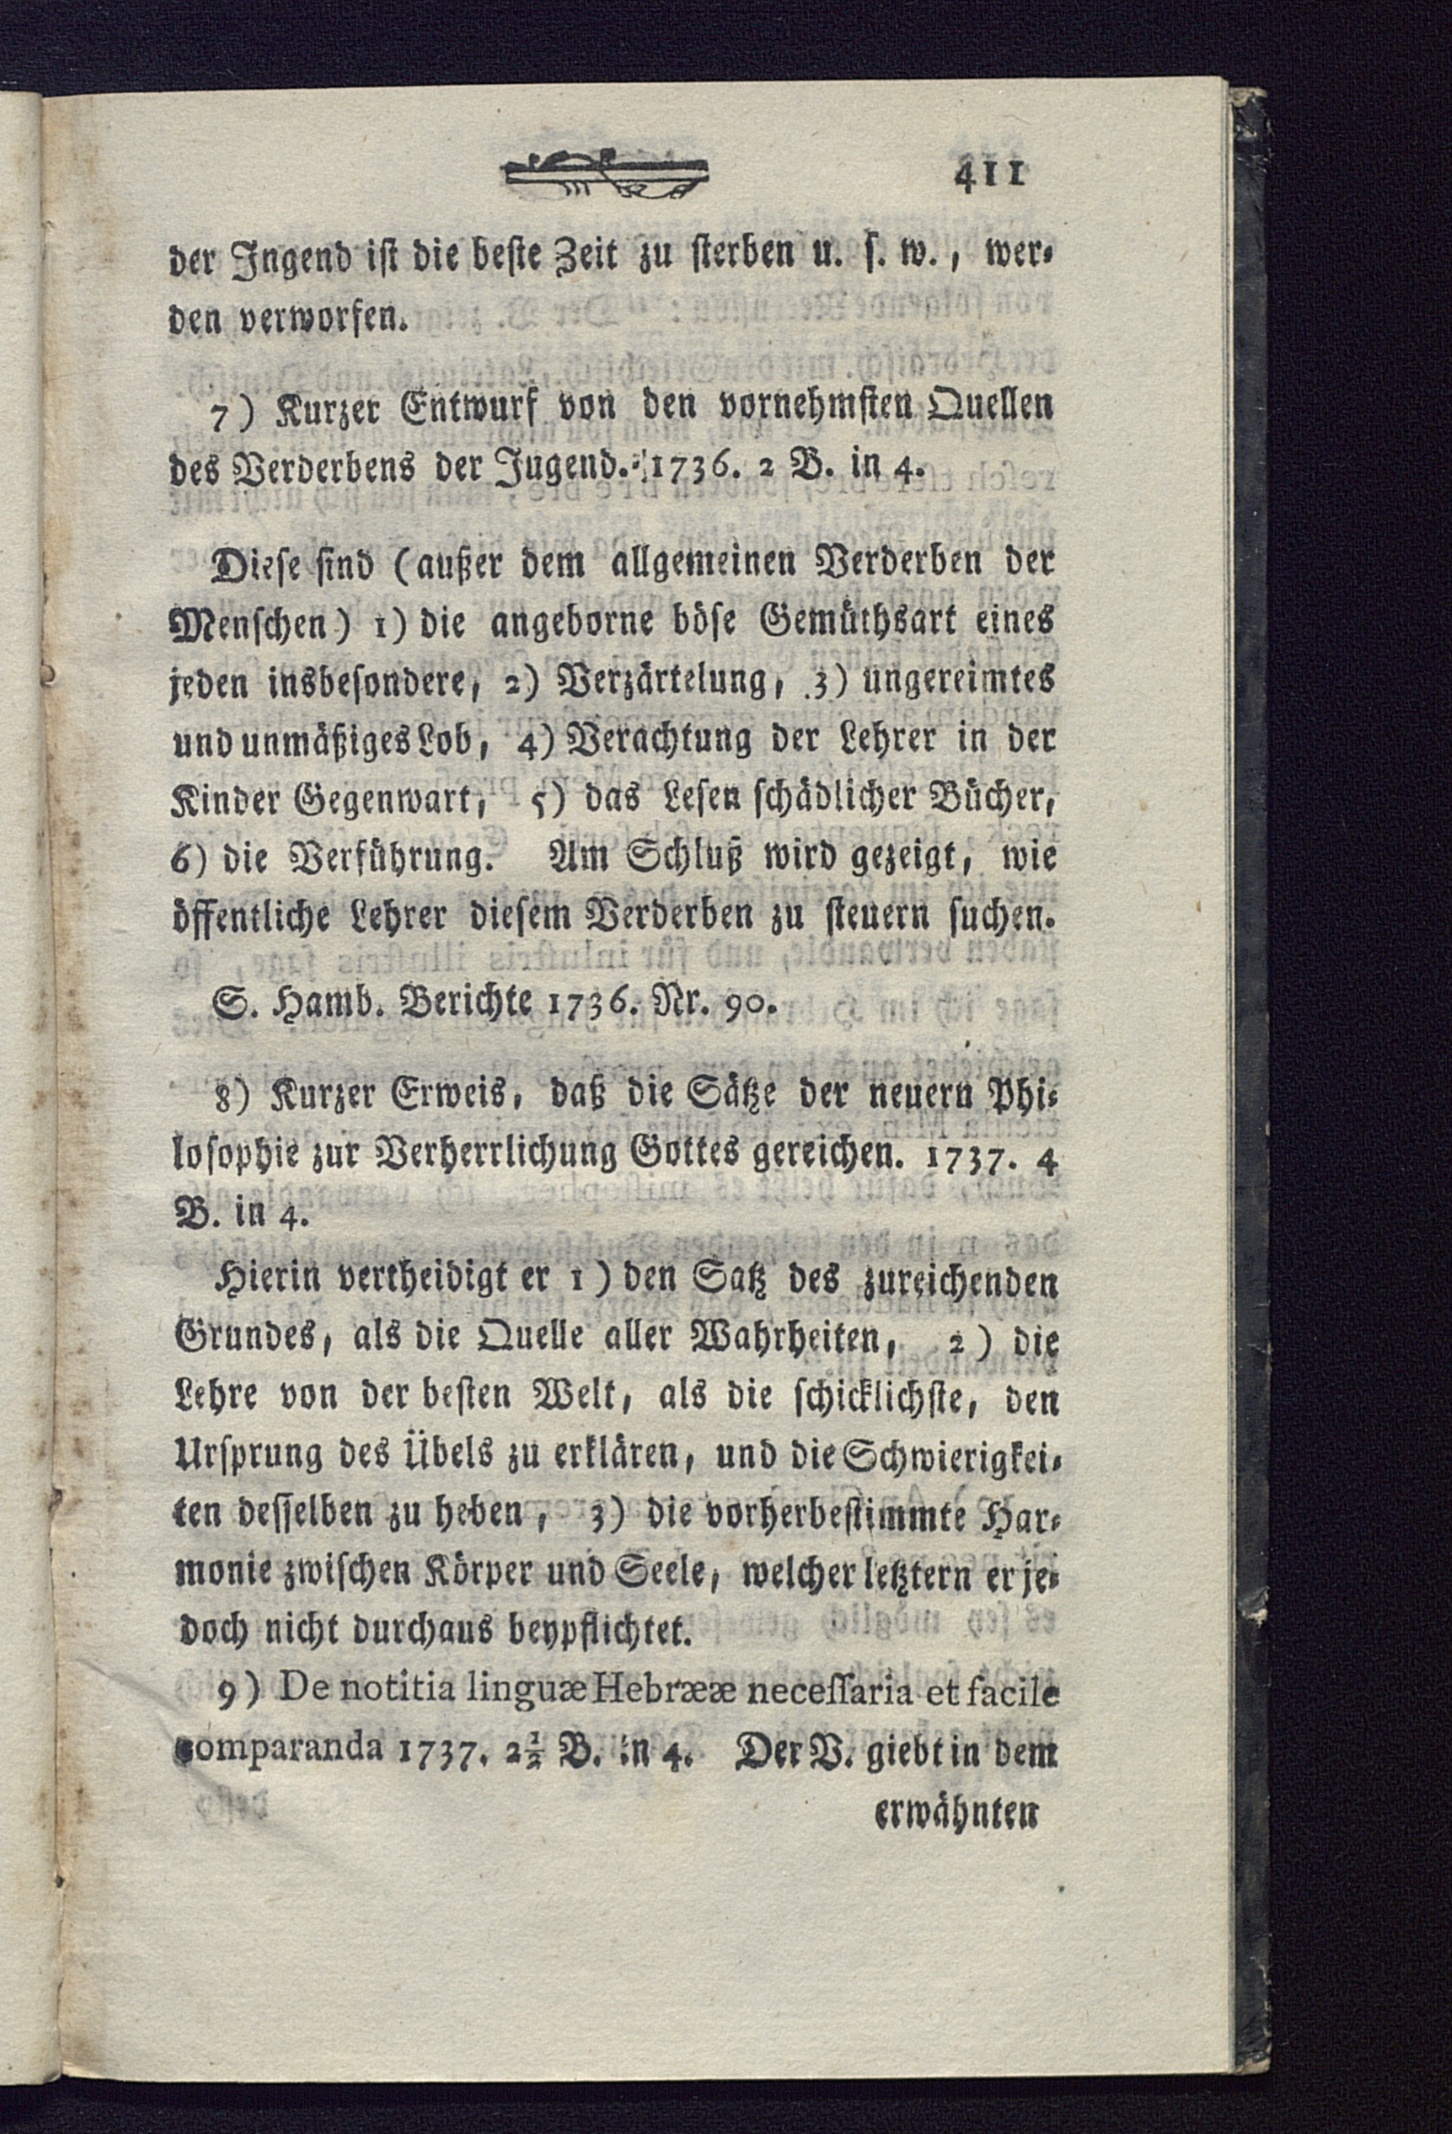 411
der Ingend ist die beste Zeit zu sterben u. s. w., wer-
den verworfen.
7) Kurzer Entwurf von den vornehmsten Quellen
des Verderbens der Jugend. 1736. 2 B. in 4.
Diese sind (außer dem allgemeinen Verderben der
Menschen) 1) die angeborne böse Gemüthsart eines
jeden insbesondere, 2) Verzärtelung, 3) ungereimtes
und unmäßiges Lob, 4) Verachtung der Lehrer in der
Kinder Gegenwart, 5) das Lesen schädlicher Bücher,
6) die Verführung. Am Schluß wird gezeigt, wie
öffentliche Lehrer diesem Verderben zu steuern suchen.
S. Hamb. Berichte 1736. Nr. 90.
8) Kurzer Erweis, daß die Sätze der neuern Phi-
losophie zur Verherrlichung Gottes gereichen. 1737. 4
B. in 4.
Hierin vertheidigt er 1) den Satz des zureichenden
Grundes, als die Quelle aller Wahrheiten, 2) die
Lehre von der besten Welt, als die schicklichste, den
Ursprung des Übels zu erklären, und die Schwierigkei-
ten desselben zu heben, 3) die vorherbestimmte Har-
monie zwischen Körper und Seele, welcher letztern er je-
doch nicht durchaus beypflichtet.
9) De notitia linguæ Hebrææ necessaria et facile
comparanda 1737. 2½ B. in 4. Der V. giebt in dem
erwähnten